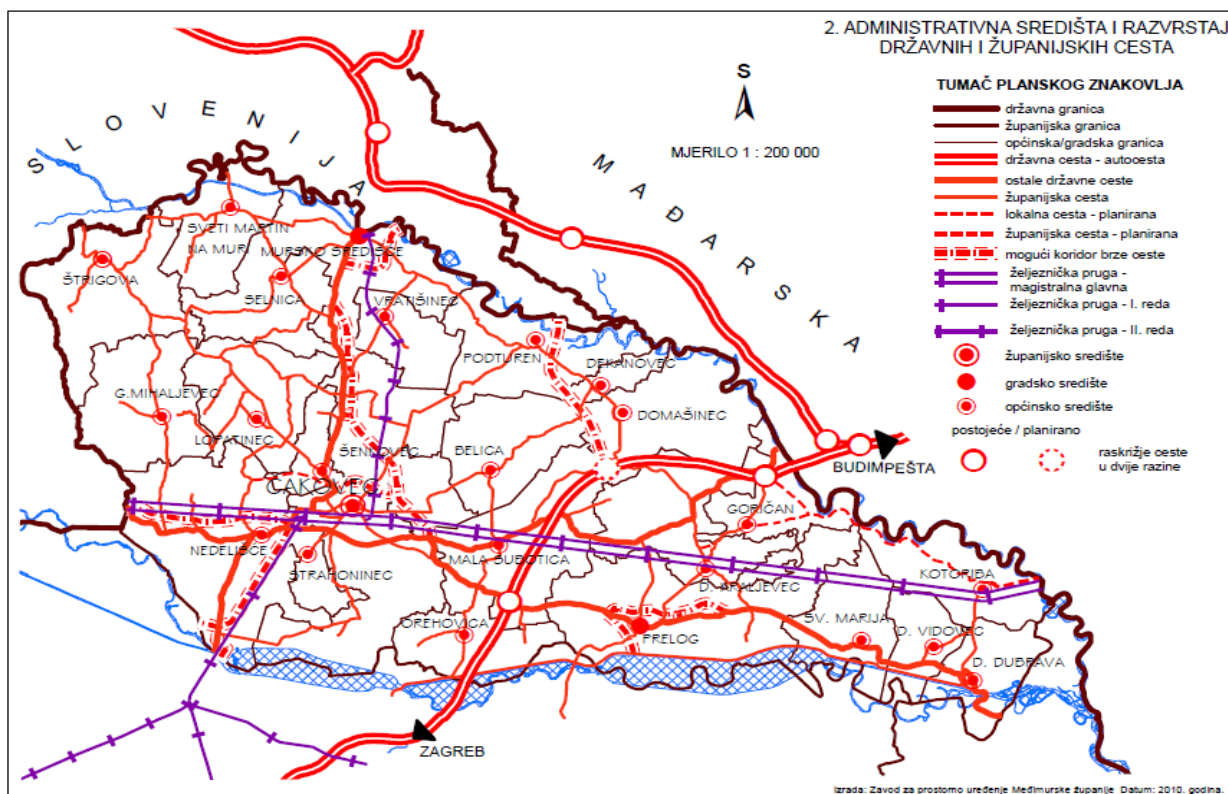 2. ADMINISTRATIVNA SREDIŠTA I RAZVRSTAJ
DRŽAVNIH I ŽUPANIJSKIH CESTA
TUMAČ PLANSKOG ZNAKOVLJA
državna granica
županijska granica
općinska/gradska granica
državna cesta - autocesta
ostale državne ceste
županijska cesta
lokalna cesta - planirana
županijska cesta - planirana
mogući koridor brze ceste
željeznička pruga -
magistralna glavna
željeznička pruga - I. reda
željeznička pruga - II. reda
županijsko središte
gradsko središte
općinsko središte
postojeće / planirano
raskrižje ceste
u dvije razine
S
MJERILO 1 : 200 000
SLOVENIJA
MAĐARSKA
SVETI MARTIN
NA MURI
MURSKO SREDIŠĆE
ŠTRIGOVA
SELNICA
VRATIŠINEC
PODTUREN
DEKANOVEC
G.MIHALJEVEC
LOPATINEC
DOMAŠINEC
ŠENKOVEC
BELICA
BUDIMPEŠTA
ČAKOVEC
GORIČAN
NEDELIŠĆE
STRAHONINEC
MALA SUBOTICA
D. KRALJEVEC
KOTORIBA
OREHOVICA
PRELOG
SV. MARIJA
D. VIDOVEC
D. DUBRAVA
ZAGREB
Izrada: Zavod za prostorno uređenje Međimurske županije Datum: 2010. godina.